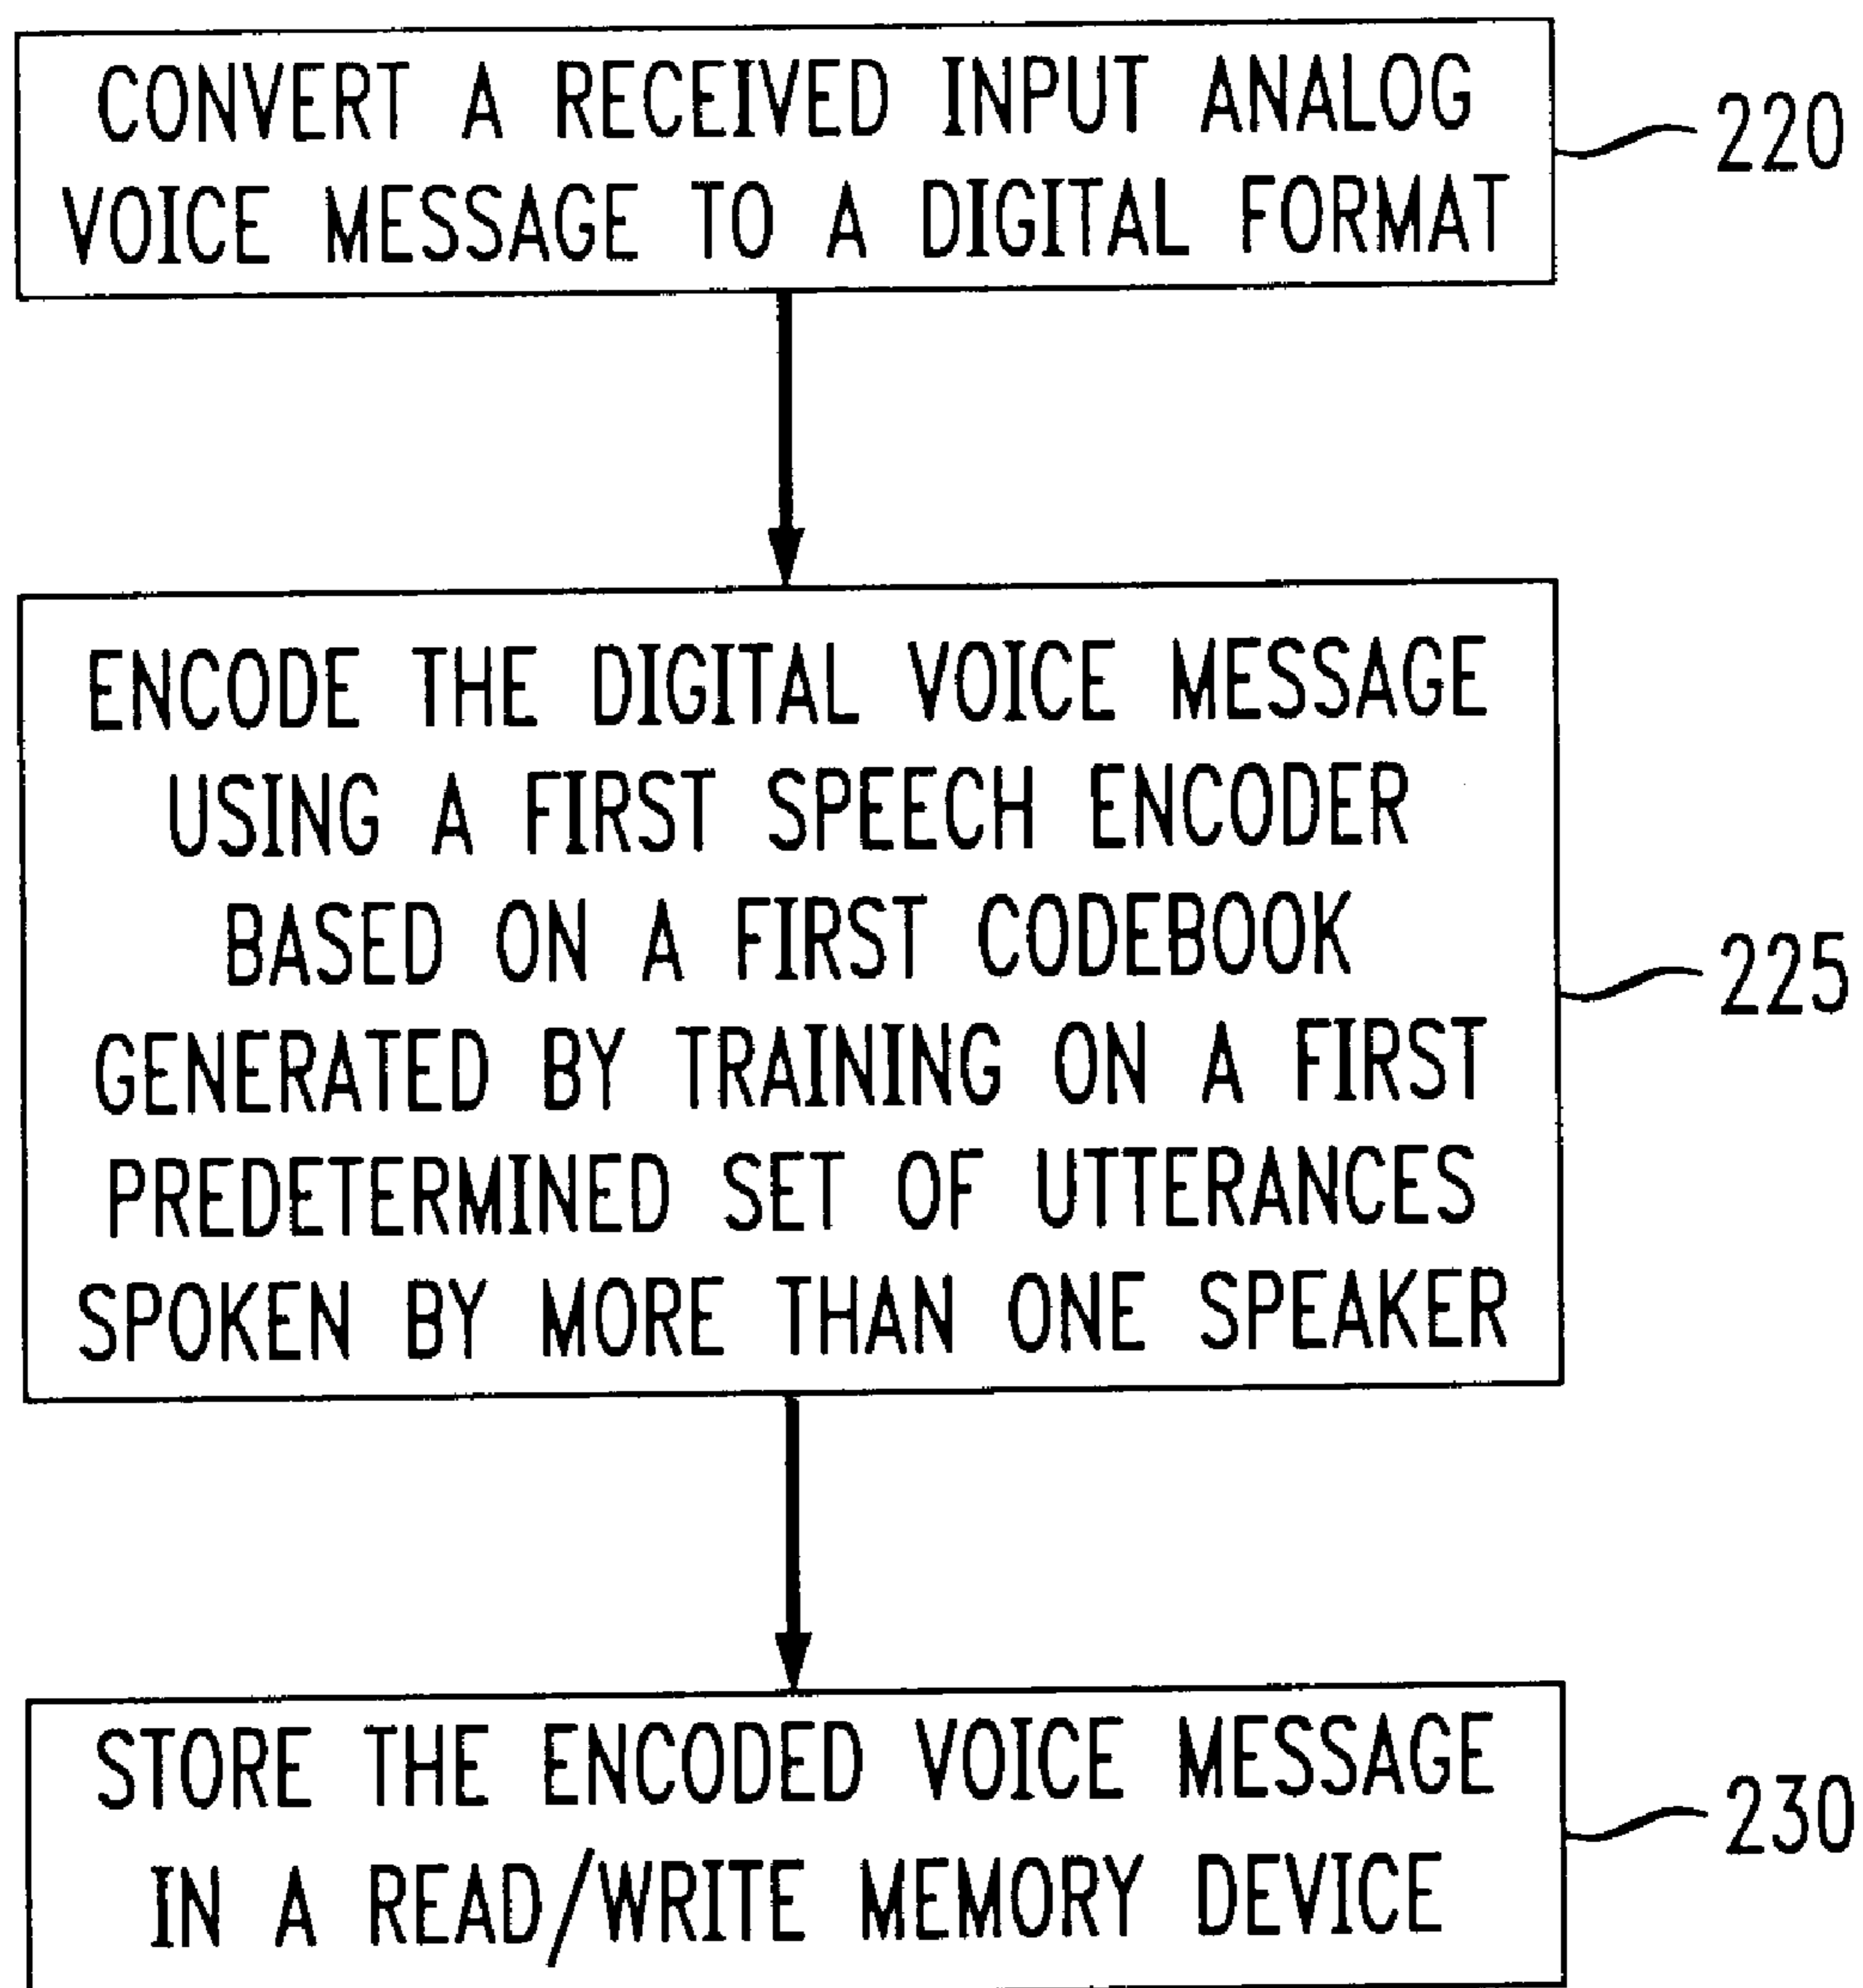 CONVERT A RECEIVED INPUT ANALOG
VOICE MESSAGE TO A DIGITAL FORMAT
220
ENCODE THE DIGITAL VOICE MESSAGE
USING A FIRST SPEECH ENCODER
BASED ON A FIRST CODEBOOK
GENERATED BY TRAINING ON A FIRST
PREDETERMINED SET OF UTTERANCES
SPOKEN BY MORE THAN ONE SPEAKER
225
STORE THE ENCODED VOICE MESSAGE
IN A READ/WRITE MEMORY DEVICE
230